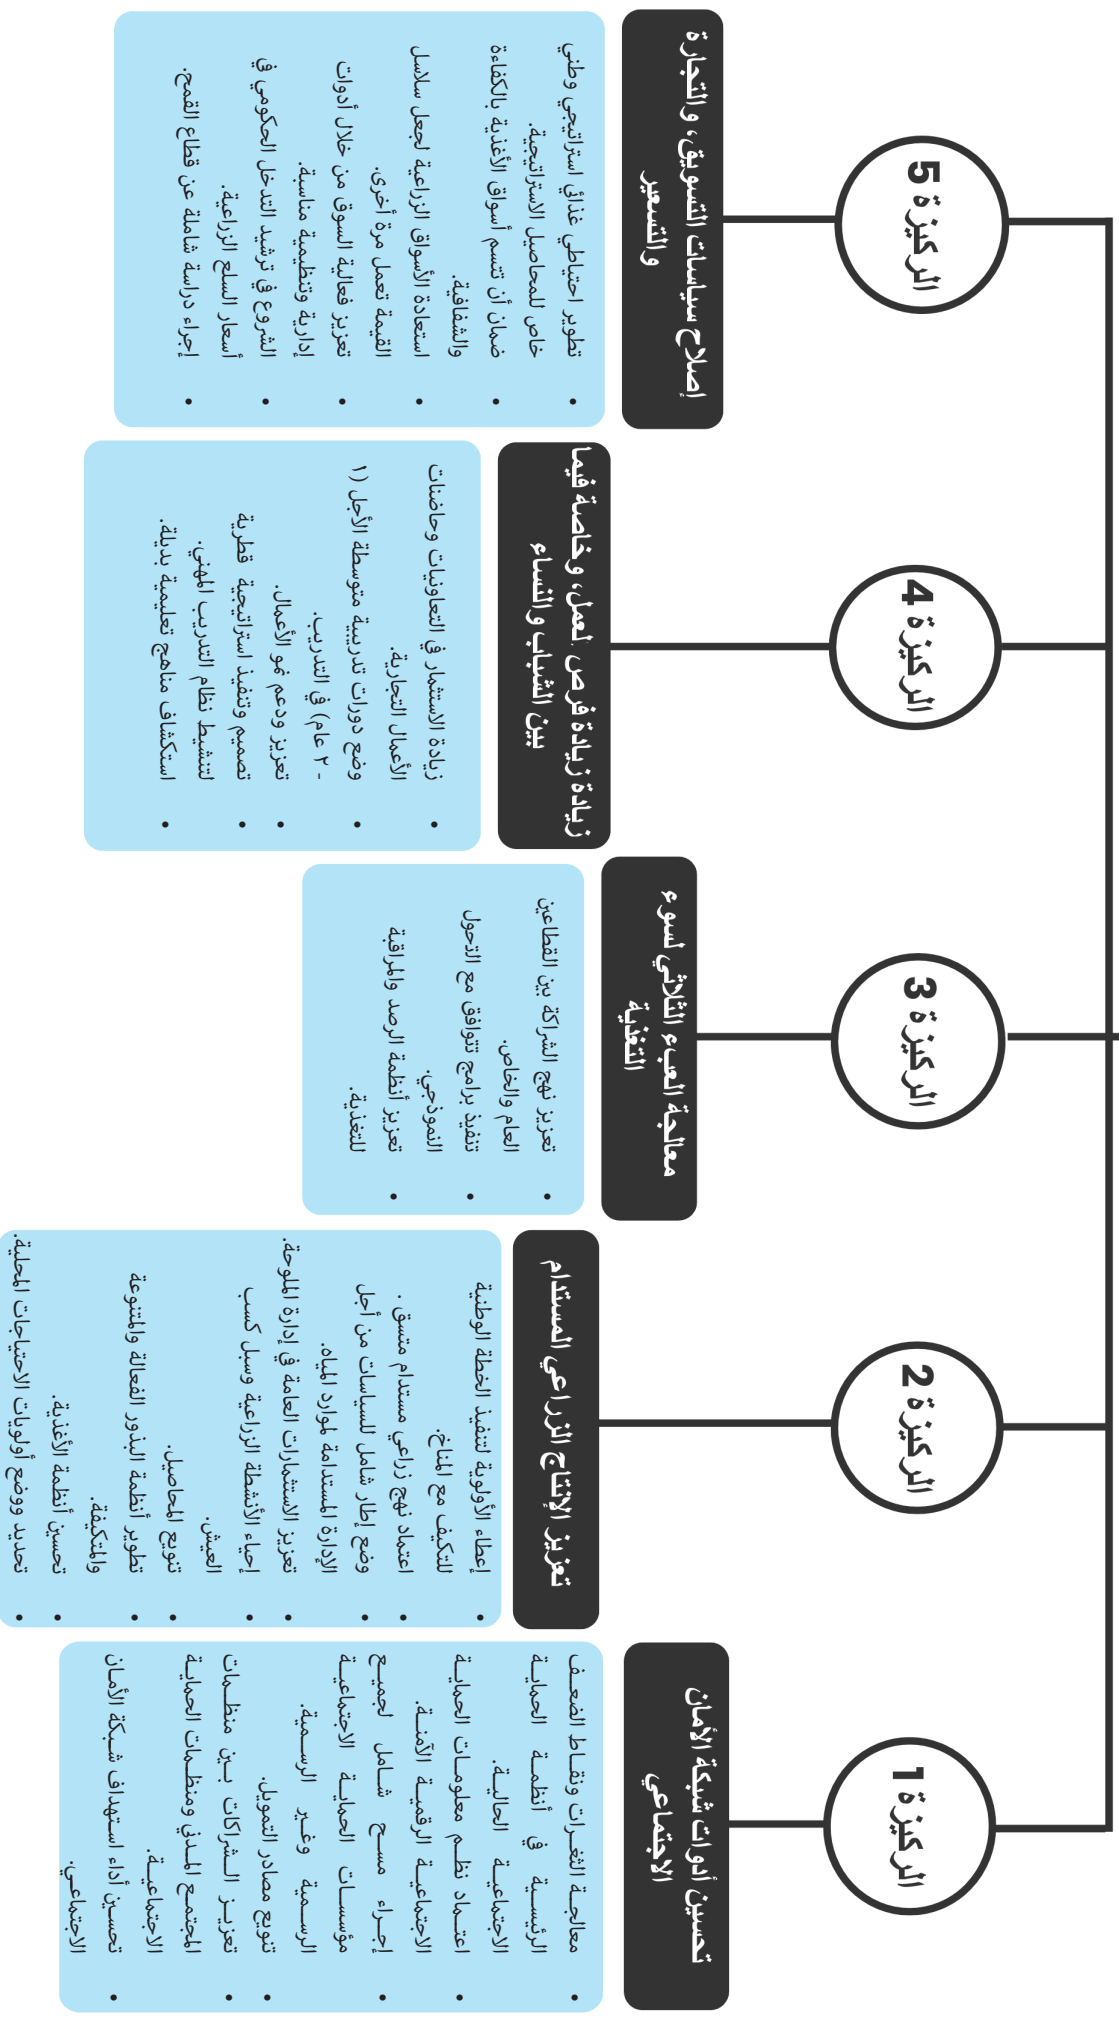 الركيزة 1
تحسين أدوات شبكة الأمان
الاجتماعي
• معالجة الثغرات ونقاط الضعف
الرئيسية في أنظمة الحماية
الاجتماعية الحالية.
• اعتماد نظم معلومات الحماية
الاجتماعية الرقمية الآمنة.
• إجراء مسح شامل لجميع
مؤسسات الحماية الاجتماعية
الرسمية وغير الرسمية.
• تنويع مصادر التمويل.
• تعزيز الشراكات بين منظمات
المجتمع المدني ومنظمات الحماية
الاجتماعية.
• تحسين أداء استهداف شبكة الأمان
الاجتماعي.
الركيزة 2
تعزيز الإنتاج الزراعي المستدام
• إعطاء الأولوية لتنفيذ الخطة الوطنية
للتكيف مع المناخ.
• اعتماد نهج زراعي مستدام متسق .
• وضع إطار شامل للسياسات من أجل
الإدارة المستدامة لموارد المياه.
• تعزيز الاستثمارات العامة في إدارة الملوحة.
• إحياء الأنشطة الزراعية وسبل كسب
العيش.
• تنويع المحاصيل.
• تطوير أنظمة البذور الفعالة والمتنوعة
والمتكيفة.
• تحسين أنظمة الأغذية.
• تحديد ووضع أولويات الاحتياجات المحلية.
الركيزة 3
معالجة العبء الثلاثي لسوء
التغذية
• تعزيز نهج الشراكة بين القطاعين
العام والخاص.
• تنفيذ برامج تتوافق مع التحول
النموذجي.
• تعزيز أنظمة الرصد والمراقبة
للتغذية.
الركيزة 4
زيادة زيادة فرص لعمل، وخاصة فيما
بين الشباب والنساء
• زيادة الاستثمار في التعاونيات وحاضنات
الأعمال التجارية.
• وضع دورات تدريبية متوسطة الأجل (١
- ٢ عام) في التدريب.
• تعزيز ودعم نمو الأعمال.
• تصميم وتنفيذ استراتيجية قطرية
لتنشيط نظام التدريب المهني.
• استكشاف مناهج تعليمية بديلة.
الركيزة 5
إصلاح سياسات التسويق، والتجارة
والتسعير
• تطوير احتياطي غذائي استراتيجي وطني
خاص للمحاصيل الاستراتيجية.
• ضمان أن تتسم أسواق الأغذية بالكفاءة
والشفافية.
• استعادة الأسواق الزراعية لجعل سلاسل
القيمة تعمل مرة أخرى.
• تعزيز فعالية السوق من خلال أدوات
إدارية وتنظيمية مناسبة.
• الشروع في ترشيد التدخل الحكومي في
أسعار السلع الزراعية.
• إجراء دراسة شاملة عن قطاع القمح.